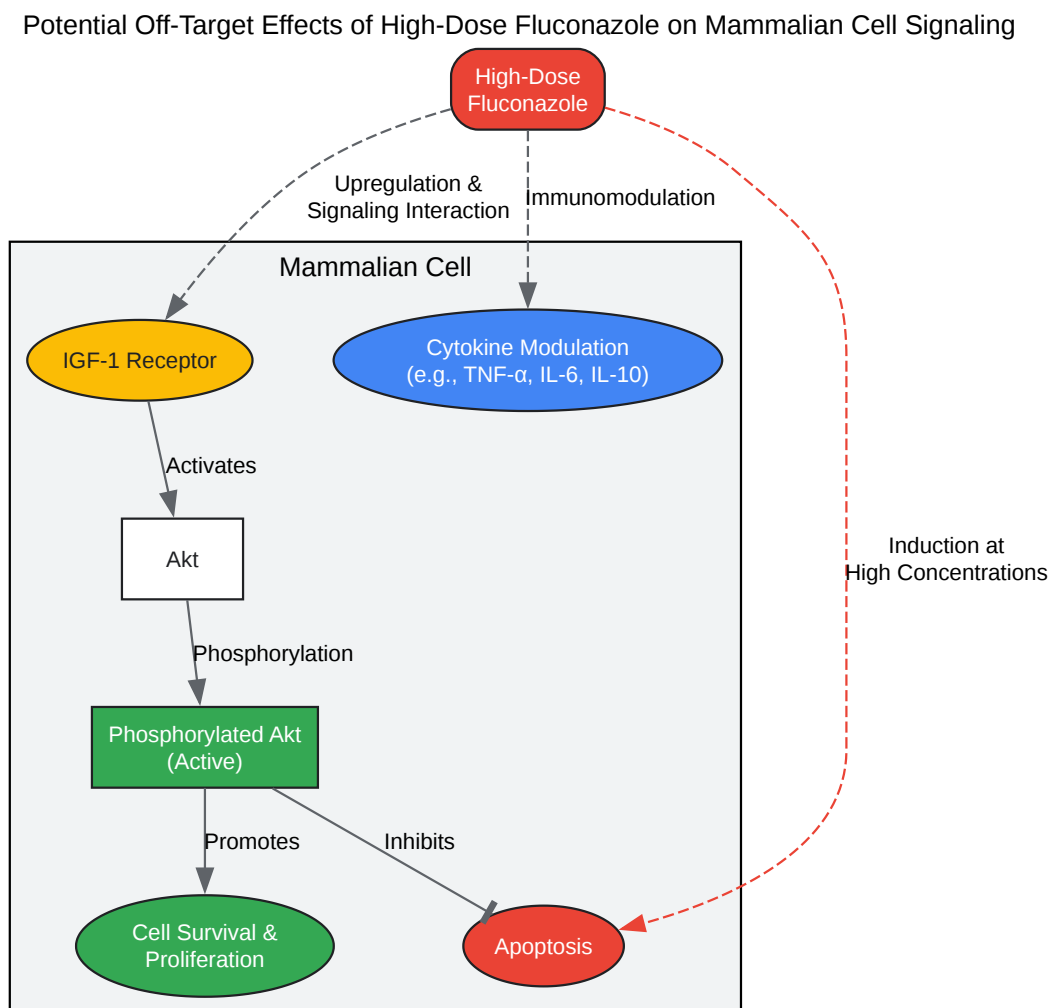 Potential Off-Target Effects of High-Dose Fluconazole on Mammalian Cell Signaling
High-Dose
Fluconazole
Upregulation &
Signaling Interaction
Immunomodulation
Mammalian Cell
IGF-1 Receptor
Cytokine Modulation
(e.g., TNF-α, IL-6, IL-10)
Activates
Akt
Induction at
High Concentrations
Phosphorylation
Phosphorylated Akt
(Active)
Promotes
Inhibits
Cell Survival &
Proliferation
Apoptosis